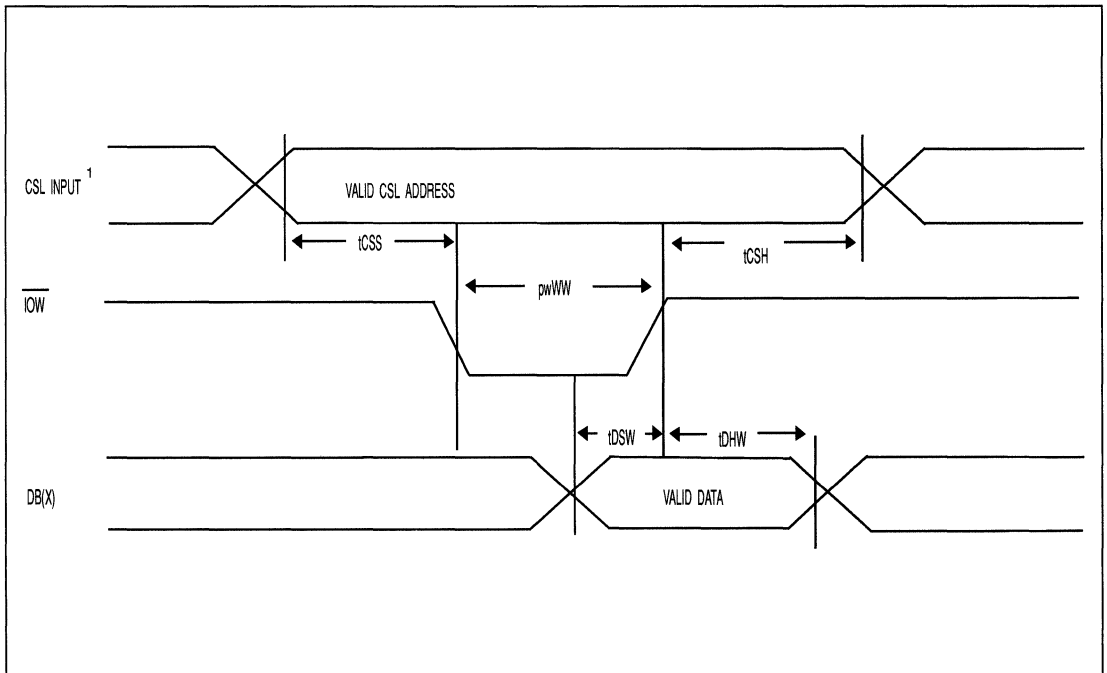 CSL INPUT 1
VALID CSL ADDRESS
tCSS
tCSH
pwWW
IOW
tDSW
tDHW
DB(X)
VALID DATA